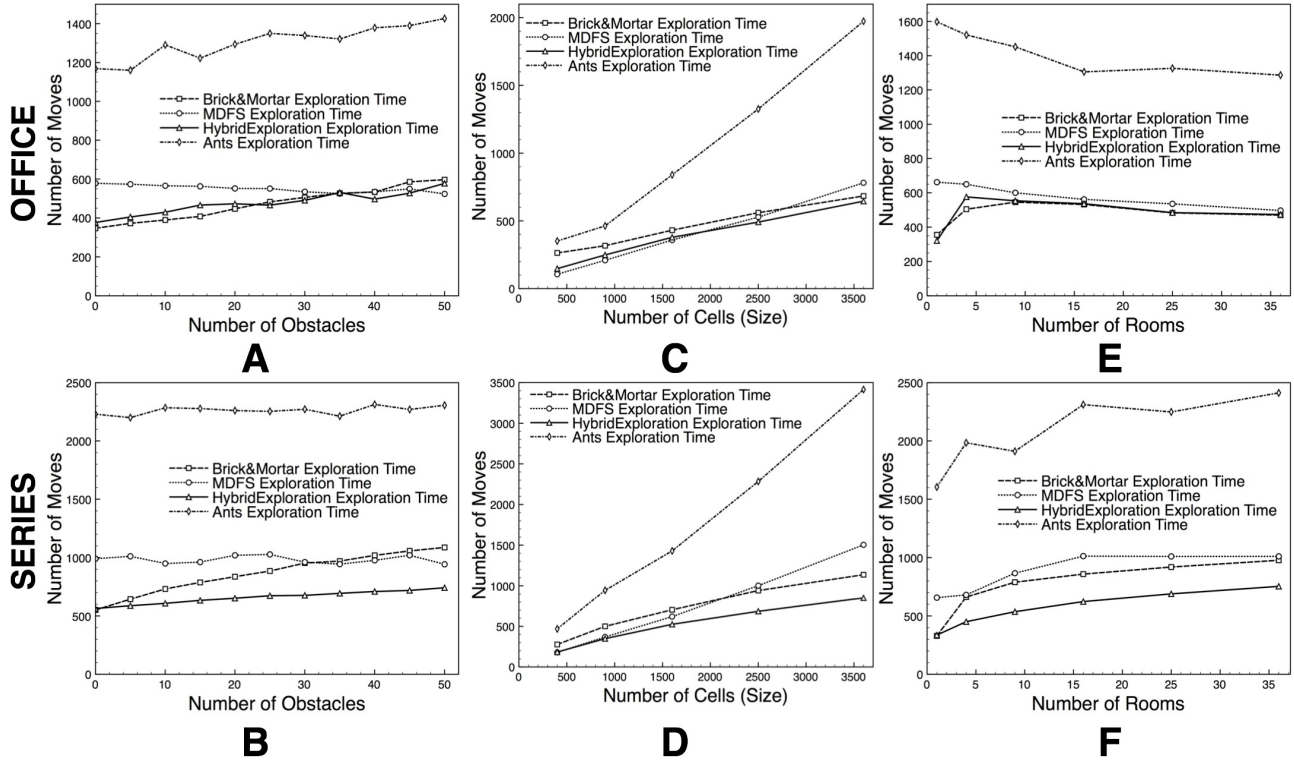 OFFICE
Number of Moves
1400
1200
1000
800
600
400
200
0
Brick&Mortar Exploration Time
MDFS Exploration Time
HybridExploration Exploration Time
Ants Exploration Time
0 10 20 30 40 50
Number of Obstacles
A
Number of Moves
2000
1500
1000
500
0
Brick&Mortar Exploration Time
MDFS Exploration Time
HybridExploration Exploration Time
Ants Exploration Time
0 500 1000 1500 2000 2500 3000 3500
Number of Cells (Size)
C
Number of Moves
1600
1400
1200
1000
800
600
400
200
0
Brick&Mortar Exploration Time
MDFS Exploration Time
HybridExploration Exploration Time
Ants Exploration Time
0 5 10 15 20 25 30 35
Number of Rooms
E
SERIES
Number of Moves
2500
2000
1500
1000
500
0
Brick&Mortar Exploration Time
MDFS Exploration Time
HybridExploration Exploration Time
Ants Exploration Time
0 10 20 30 40 50
Number of Obstacles
B
Number of Moves
3500
3000
2500
2000
1500
1000
500
0
Brick&Mortar Exploration Time
MDFS Exploration Time
HybridExploration Exploration Time
Ants Exploration Time
0 500 1000 1500 2000 2500 3000 3500
Number of Cells (Size)
D
Number of Moves
2500
2000
1500
1000
500
0
Brick&Mortar Exploration Time
MDFS Exploration Time
HybridExploration Exploration Time
Ants Exploration Time
0 5 10 15 20 25 30 35
Number of Rooms
F